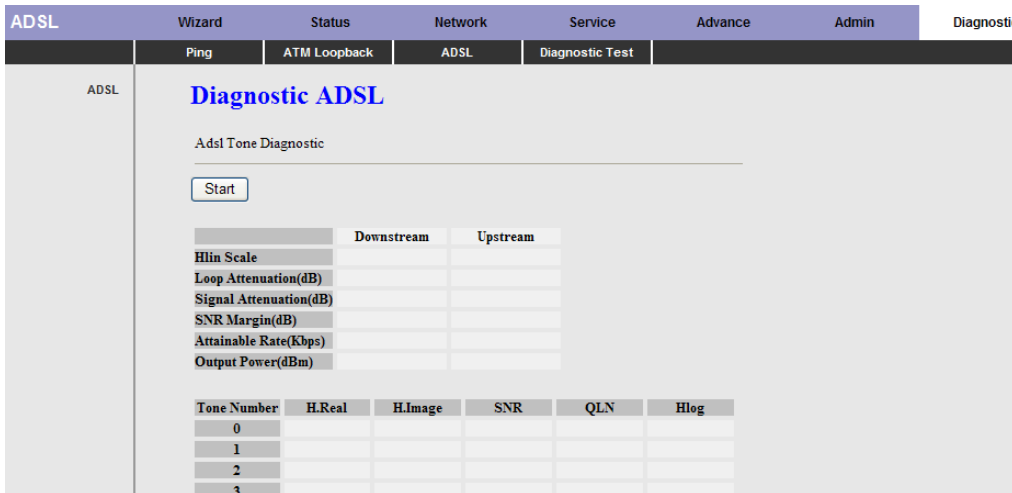 ADSL Wizard Status Network Service Advance Admin Diagnosti
Ping ATM Loopback ADSL Diagnostic Test
ADSL
Diagnostic ADSL
Adsl Tone Diagnostic
Start
Downstream Upstream
Hlin Scale
Loop Attenuation(dB)
Signal Attenuation(dB)
SNR Margin(dB)
Attainable Rate(Kbps)
Output Power(dBm)
Tone Number H.Real H.Image SNR QLN Hlog
0
1
2
3